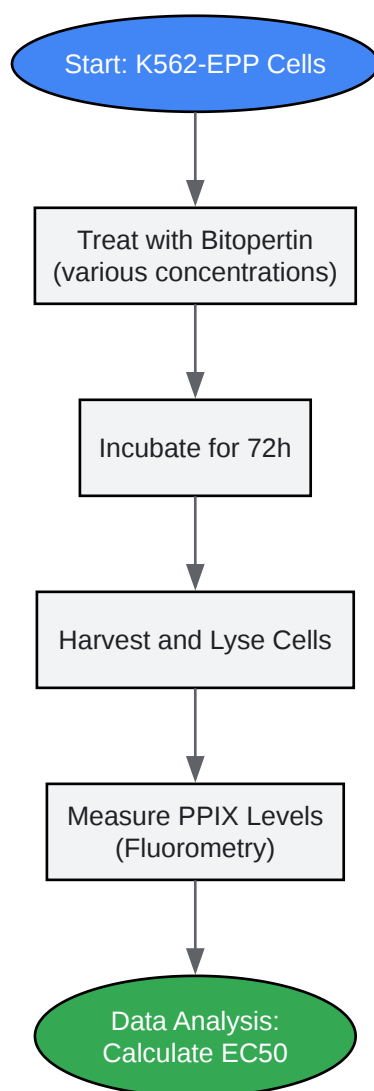 Start: K562-EPP Cells
Treat with Bitopertin
(various concentrations)
Incubate for 72h
Harvest and Lyse Cells
Measure PPIX Levels
(Fluorometry)
Data Analysis:
Calculate EC50